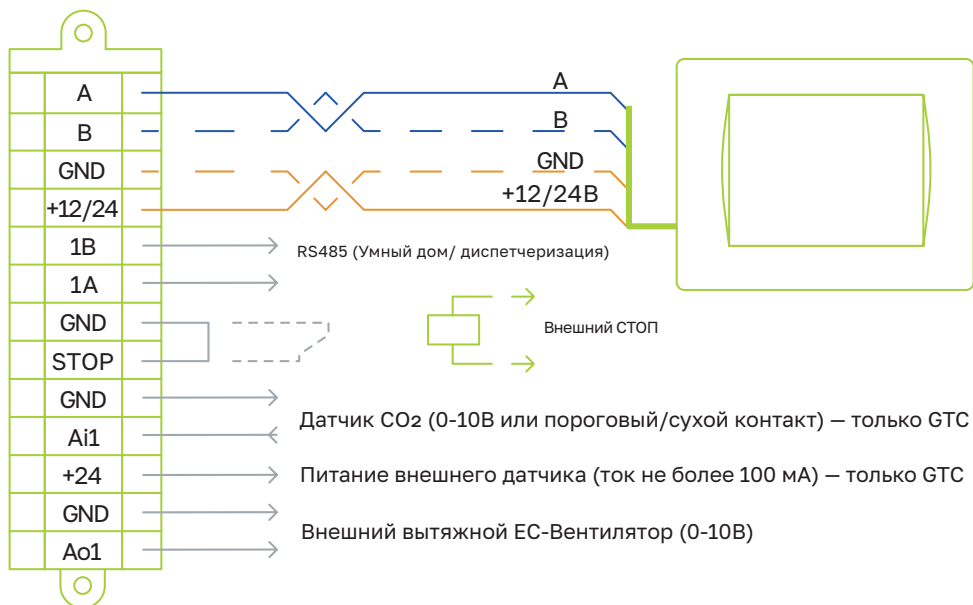 A
B
GND
+12/24
1B
1A
GND
STOP
GND
Ai1
+24
GND
Ao1
A
B
GND
+12/24В
RS485 (Умный дом/ диспетчеризация)
Внешний СТОП
Датчик CO2 (0-10В или пороговый/сухой контакт) — только GTC
Питание внешнего датчика (ток не более 100 мА) — только GTC
Внешний вытяжной ЕС-Вентилятор (0-10В)